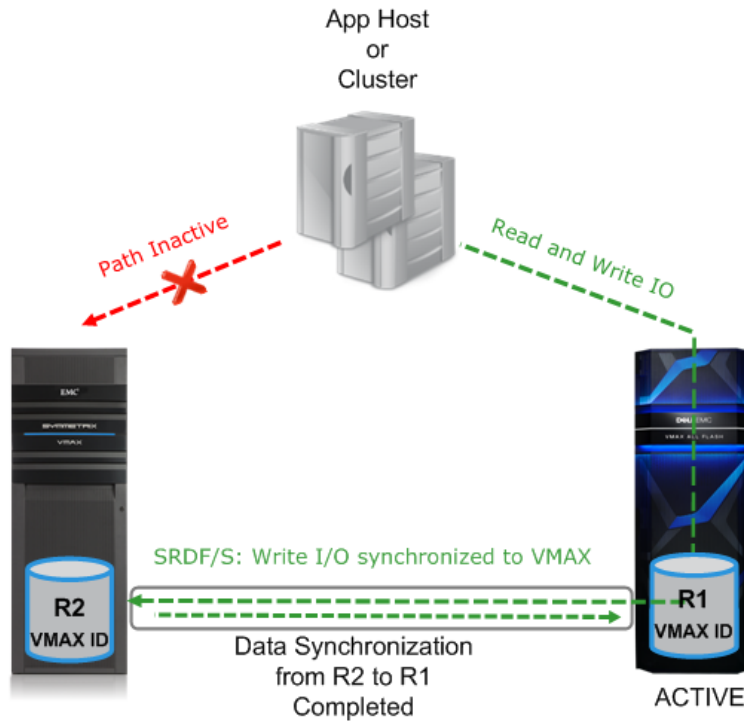 App Host
or
Cluster
Path Inactive
Read and Write IO
EMC²
SYMMETRIX
VMAX
DELL EMC
VMAX ALL FLASH
SRDF/S: Write I/O synchronized to VMAX
R2
VMAX ID
R1
VMAX ID
Data Synchronization
from R2 to R1
Completed
ACTIVE